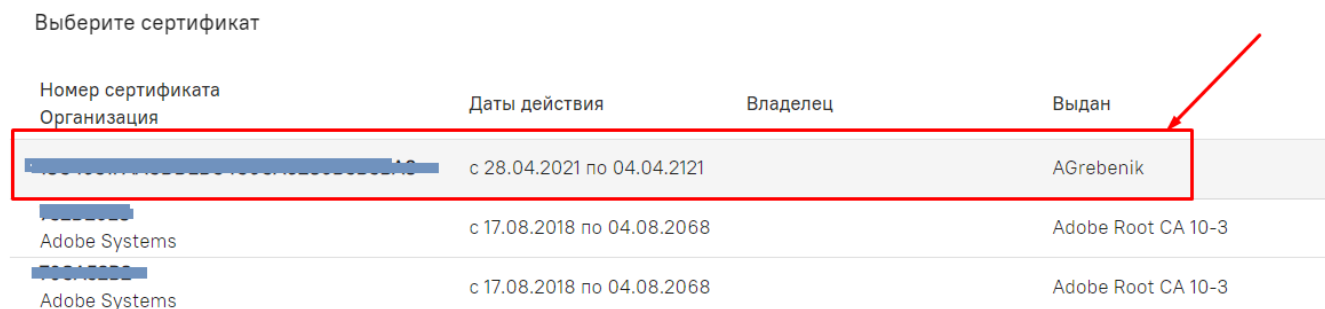 Выберите сертификат
Номер сертификата
Организация
Даты действия
Владелец
Выдан
с 28.04.2021 по 04.04.2121
AGrebenik
Adobe Systems
с 17.08.2018 по 04.08.2068
Adobe Root CA 10-3
Adobe Systems
с 17.08.2018 по 04.08.2068
Adobe Root CA 10-3